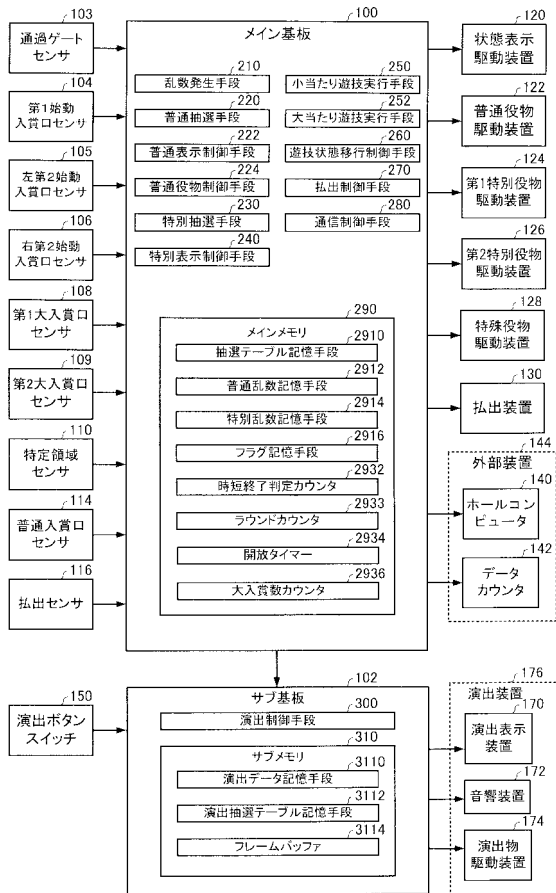 103
通過ゲート
センサ
104
第1始動
入賞口センサ
105
左第2始動
入賞口センサ
106
右第2始動
入賞口センサ
108
第1大入賞口
センサ
109
第2大入賞口
センサ
110
特定領域
センサ
114
普通入賞口
センサ
116
払出センサ
150
演出ボタン
スイッチ
100
メイン基板
210
乱数発生手段
220
普通抽選手段
222
普通表示制御手段
224
普通役物制御手段
230
特別抽選手段
240
特別表示制御手段
250
小当たり遊技実行手段
252
大当たり遊技実行手段
260
遊技状態移行制御手段
270
払出制御手段
280
通信制御手段
290
メインメモリ
2910
抽選テーブル記憶手段
2912
普通乱数記憶手段
2914
特別乱数記憶手段
2916
フラグ記憶手段
2932
時短終了判定カウンタ
2933
ラウンドカウンタ
2934
開放タイマー
2936
大入賞数カウンタ
102
サブ基板
300
演出制御手段
310
サブメモリ
3110
演出データ記憶手段
3112
演出抽選テーブル記憶手段
3114
フレームバッファ
120
状態表示
駆動装置
122
普通役物
駆動装置
124
第1特別役物
駆動装置
126
第2特別役物
駆動装置
128
特殊役物
駆動装置
130
払出装置
144
外部装置
140
ホールコン
ピュータ
142
データ
カウンタ
176
演出装置
170
演出表示
装置
172
音響装置
174
演出物
駆動装置